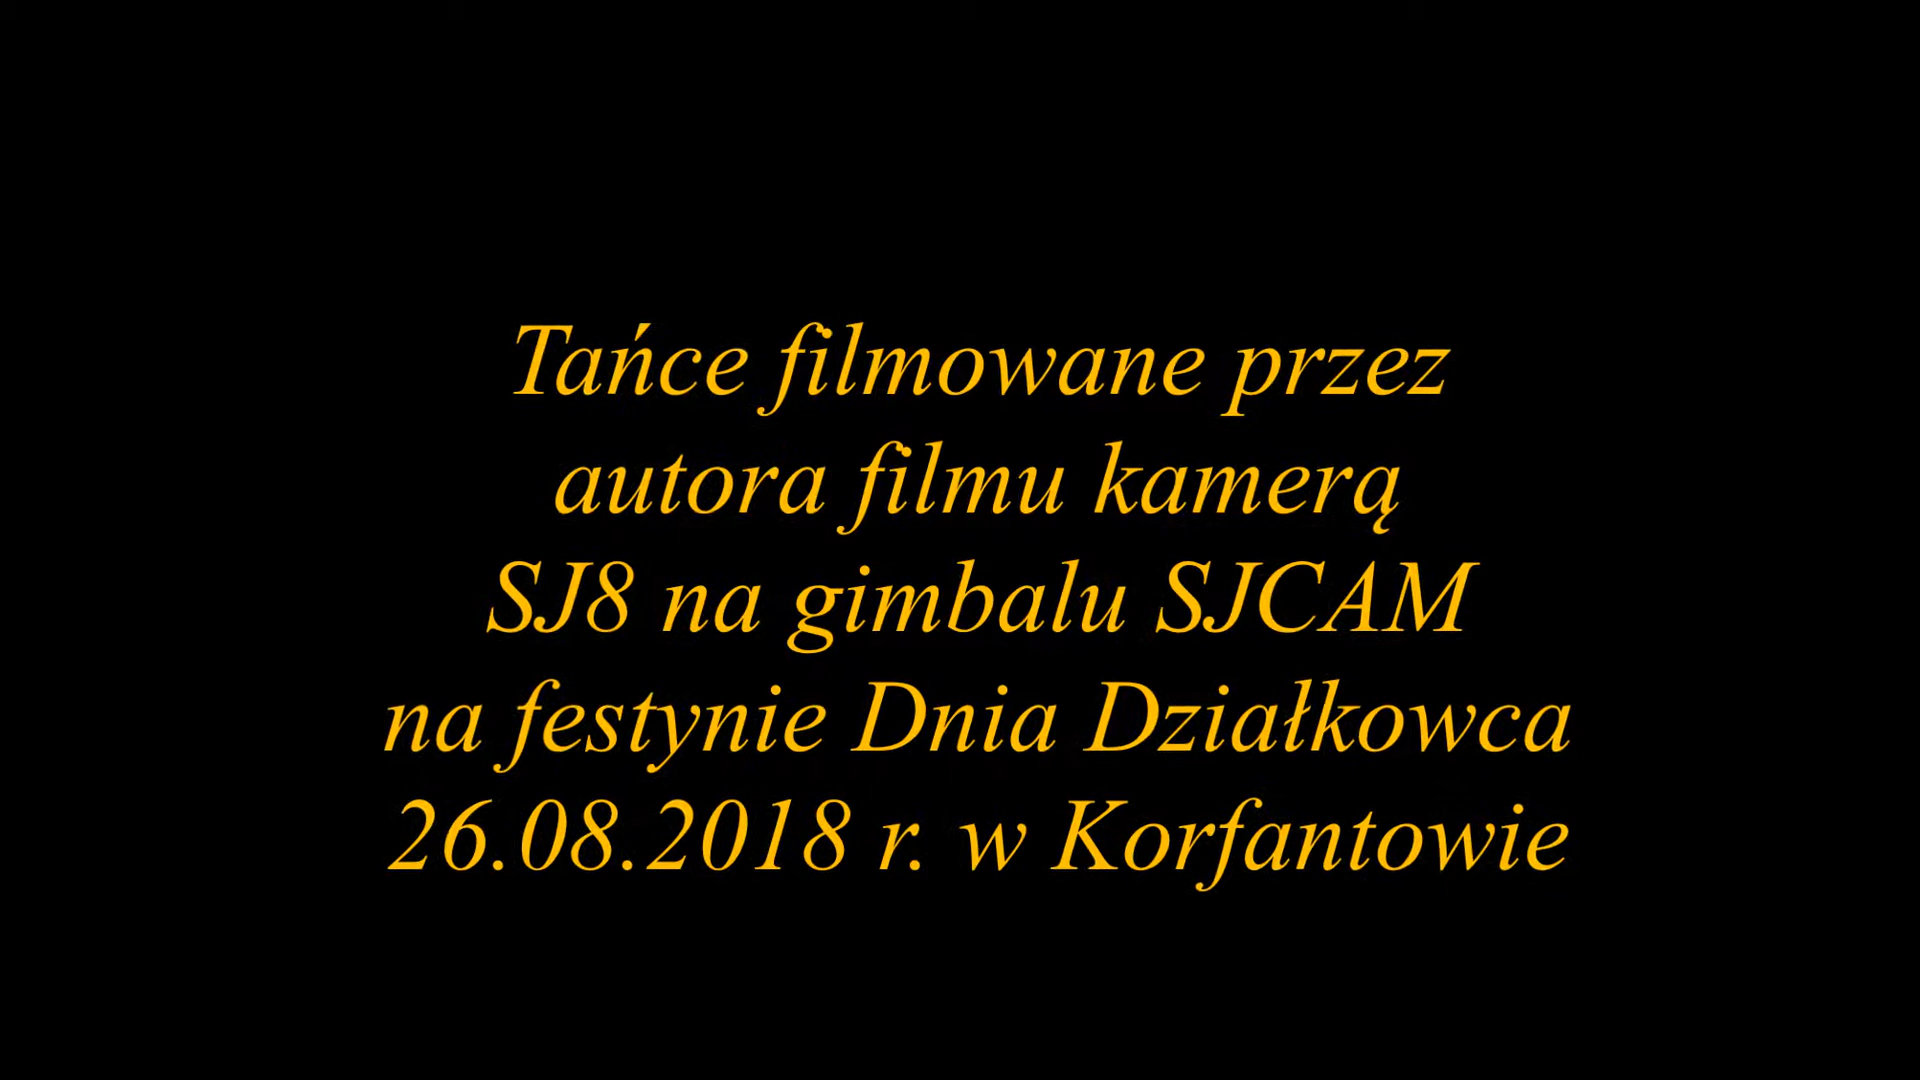 Tańce filmowane przez
autora filmu kamerą
SJ8 na gimbalu SJCAM
na festynie Dnia Działkowca
26.08.2018 r. w Korfantowie